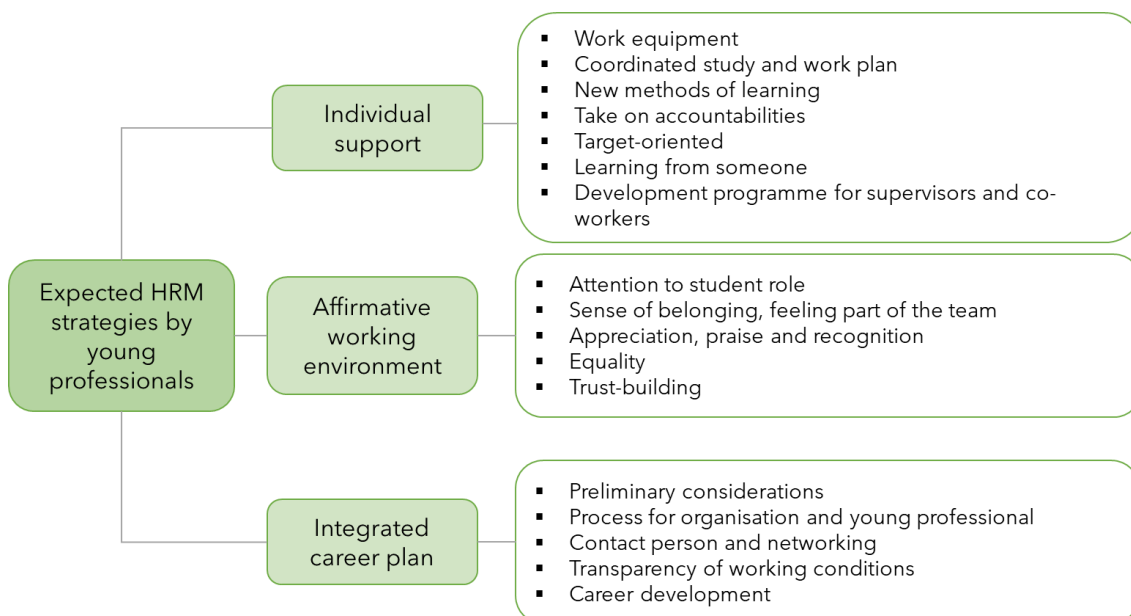 Expected HRM
strategies by
young
professionals
Individual
support
▪ Work equipment
▪ Coordinated study and work plan
▪ New methods of learning
▪ Take on accountabilities
▪ Target-oriented
▪ Learning from someone
▪ Development programme for supervisors and co-
workers
Affirmative
working
environment
▪ Attention to student role
▪ Sense of belonging, feeling part of the team
▪ Appreciation, praise and recognition
▪ Equality
▪ Trust-building
Integrated
career plan
▪ Preliminary considerations
▪ Process for organisation and young professional
▪ Contact person and networking
▪ Transparency of working conditions
▪ Career development